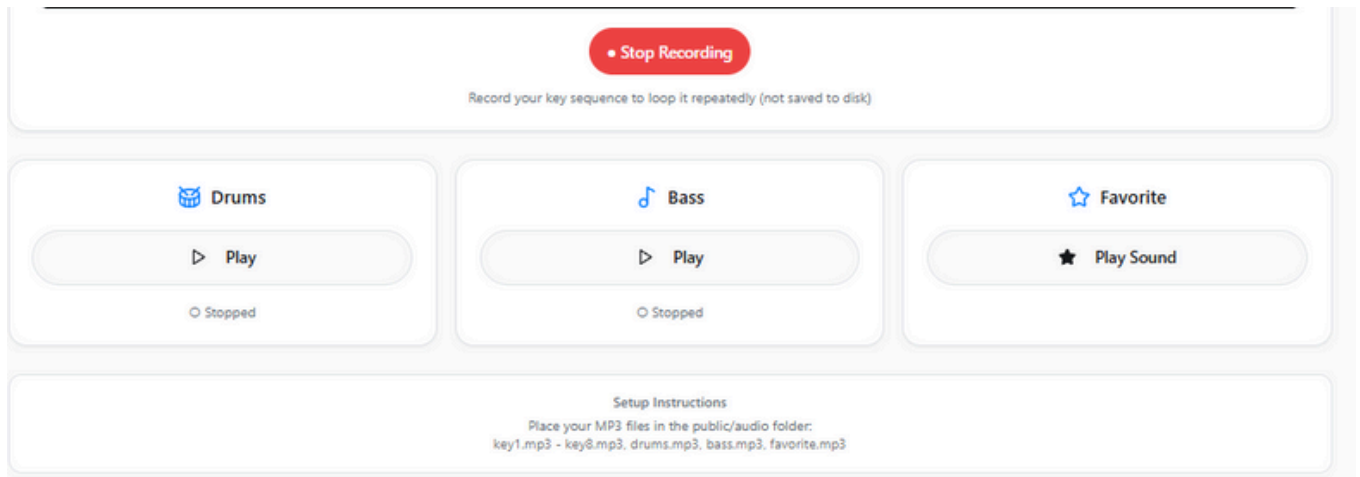 Stop Recording
Record your key sequence to loop it repeatedly (not saved to disk)
Drums
Bass
Favorite
Play
Play
Play Sound
Stopped
Stopped
Setup Instructions
Place your MP3 files in the public/audio folder:
key1.mp3 - key8.mp3, drums.mp3, bass.mp3, favorite.mp3